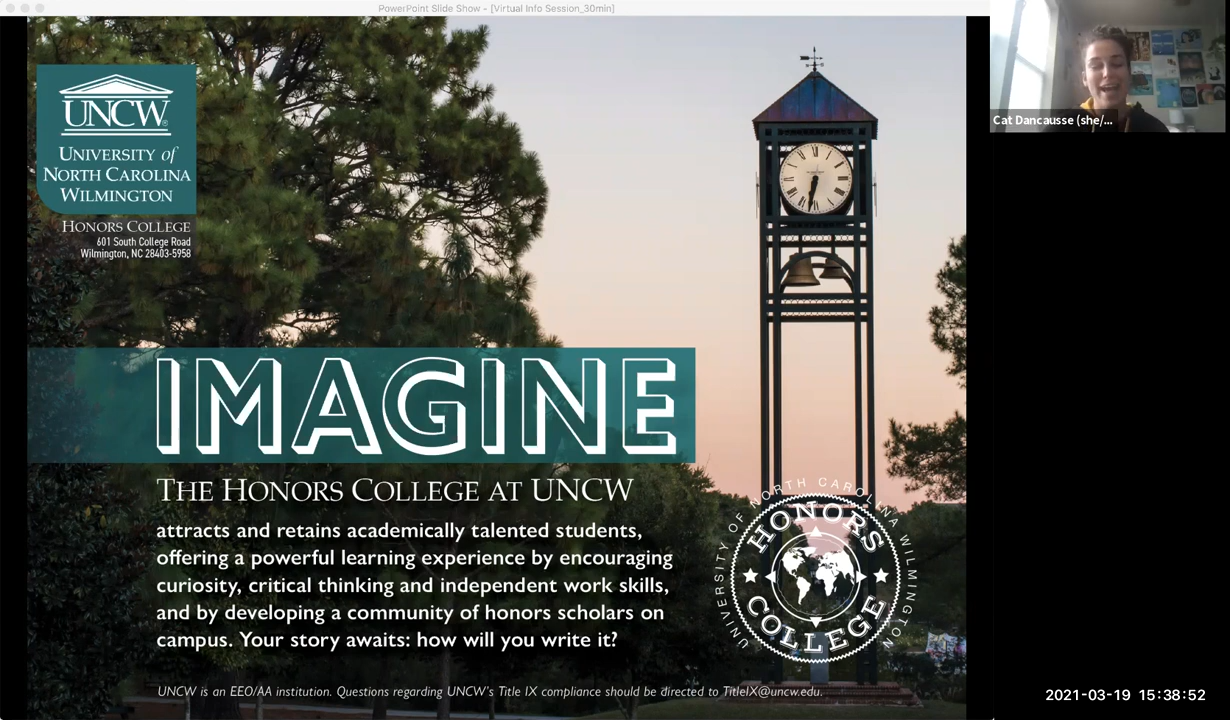 PowerPoint Slide Show - [Virtual Info Session_30min]
UNCW
UNIVERSITY of
NORTH CAROLINA
WILMINGTON
HONORS COLLEGE
601 South College Road
Wilmington, NC 28403-5958
Cat Dancausse (she/...
IMAGINE
THE HONORS COLLEGE AT UNCW
attracts and retains academically talented students,
offering a powerful learning experience by encouraging
curiosity, critical thinking and independent work skills,
and by developing a community of honors scholars on
campus. Your story awaits: how will you write it?
UNIVERSITY OF NORTH CAROLINA WILMINGTON
HONORS
COLLEGE
UNCW is an EEO/AA institution. Questions regarding UNCW's Title IX compliance should be directed to TitleIX@uncw.edu.
2021-03-19 15:38:52